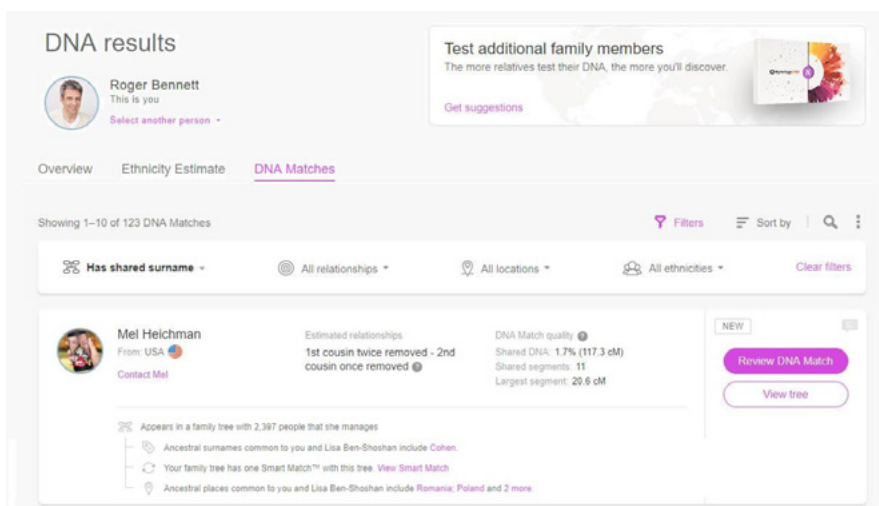 DNA results
Roger Bennett
This is you
Select another person
Test additional family members
The more relatives test their DNA, the more you'll discover.
Get suggestions
Overview
Ethnicity Estimate
DNA Matches
Showing 1–10 of 123 DNA Matches
Filters
Sort by
Has shared surname
All relationships
All locations
All ethnicities
Clear filters
Mel Heichman
From: USA
Contact Mel
Estimated relationships
1st cousin twice removed - 2nd
cousin once removed
DNA Match quality
Shared DNA: 1.7% (117.3 cM)
Shared segments: 11
Largest segment: 20.6 cM
NEW
Review DNA Match
View tree
Appears in a family tree with 2,397 people that she manages
Ancestral surnames common to you and Lisa Ben-Shoshan include Cohen.
Your family tree has one Smart Match™ with this tree. View Smart Match
Ancestral places common to you and Lisa Ben-Shoshan include Romania; Poland and 2 more.